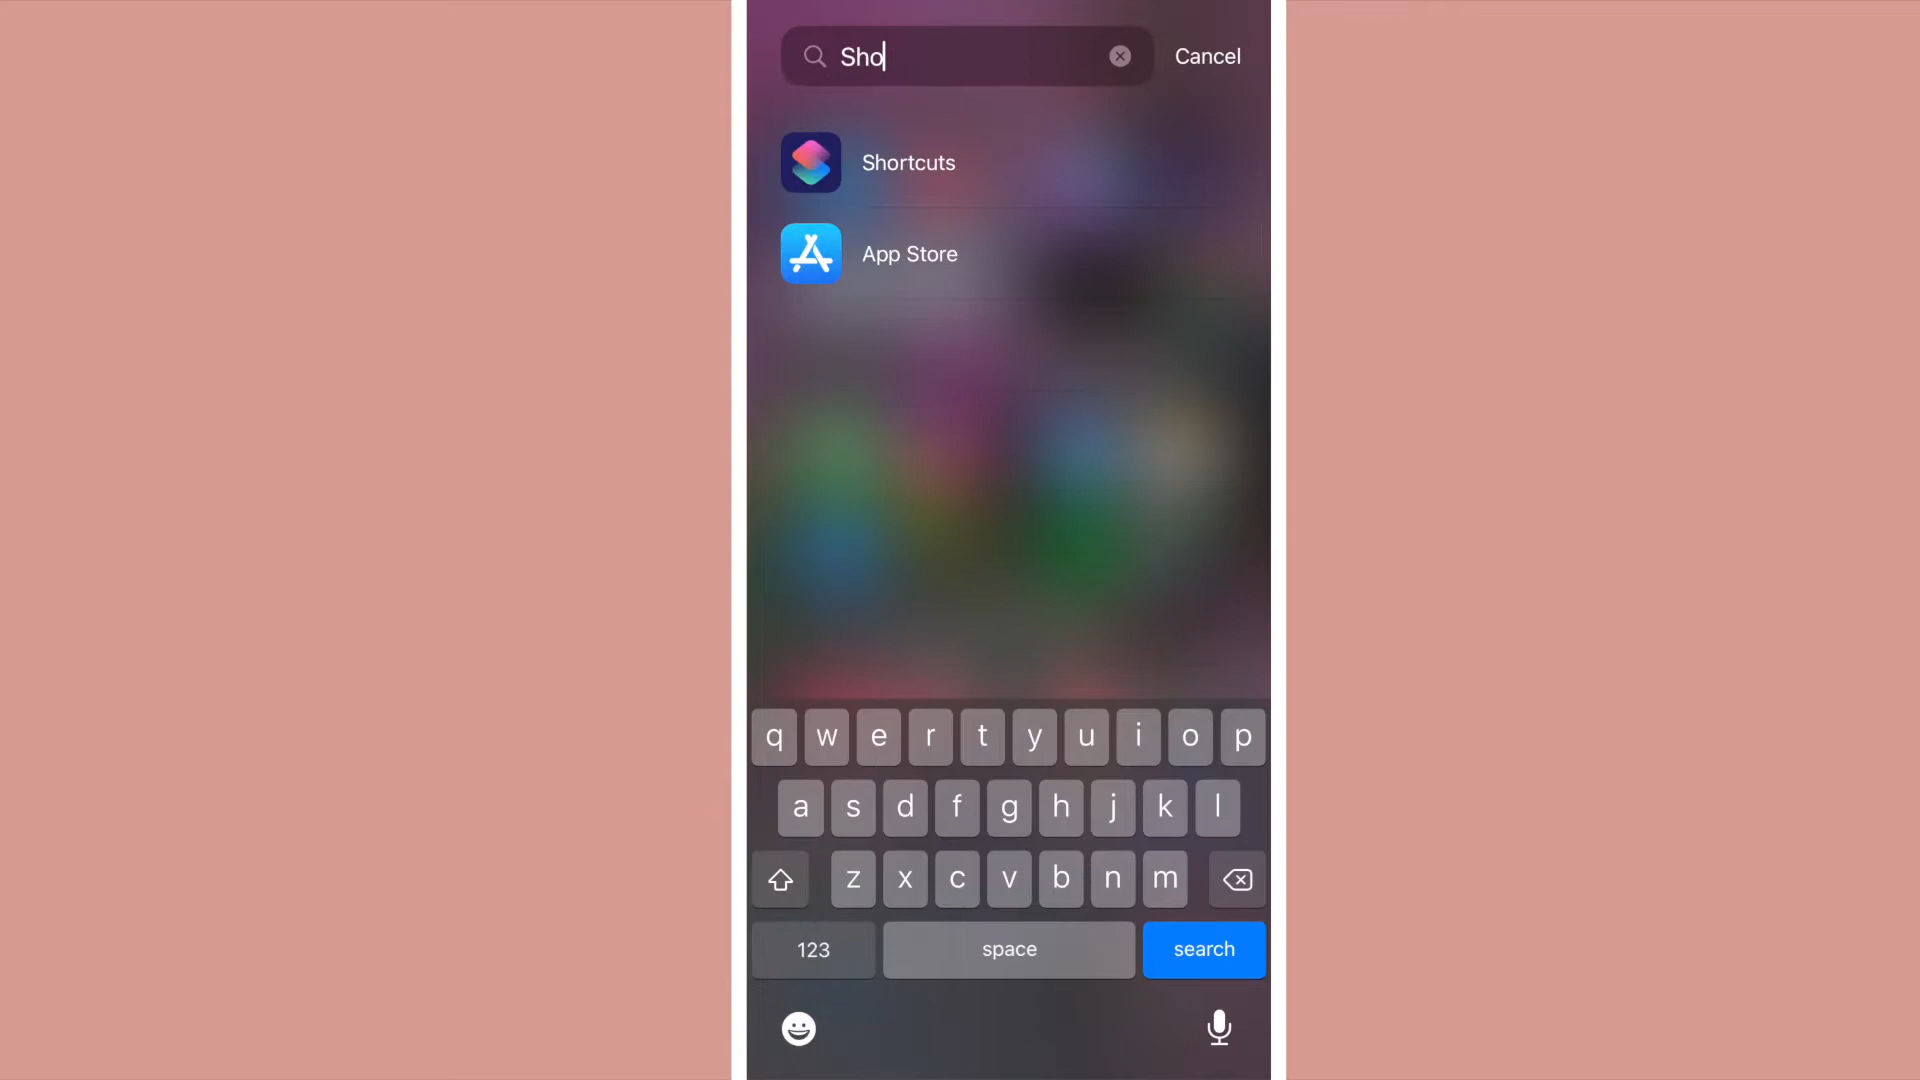 Sho
Cancel
Shortcuts
App Store
q w e r t y u i o p
a s d f g h j k l
z x c v b n m
123 space search